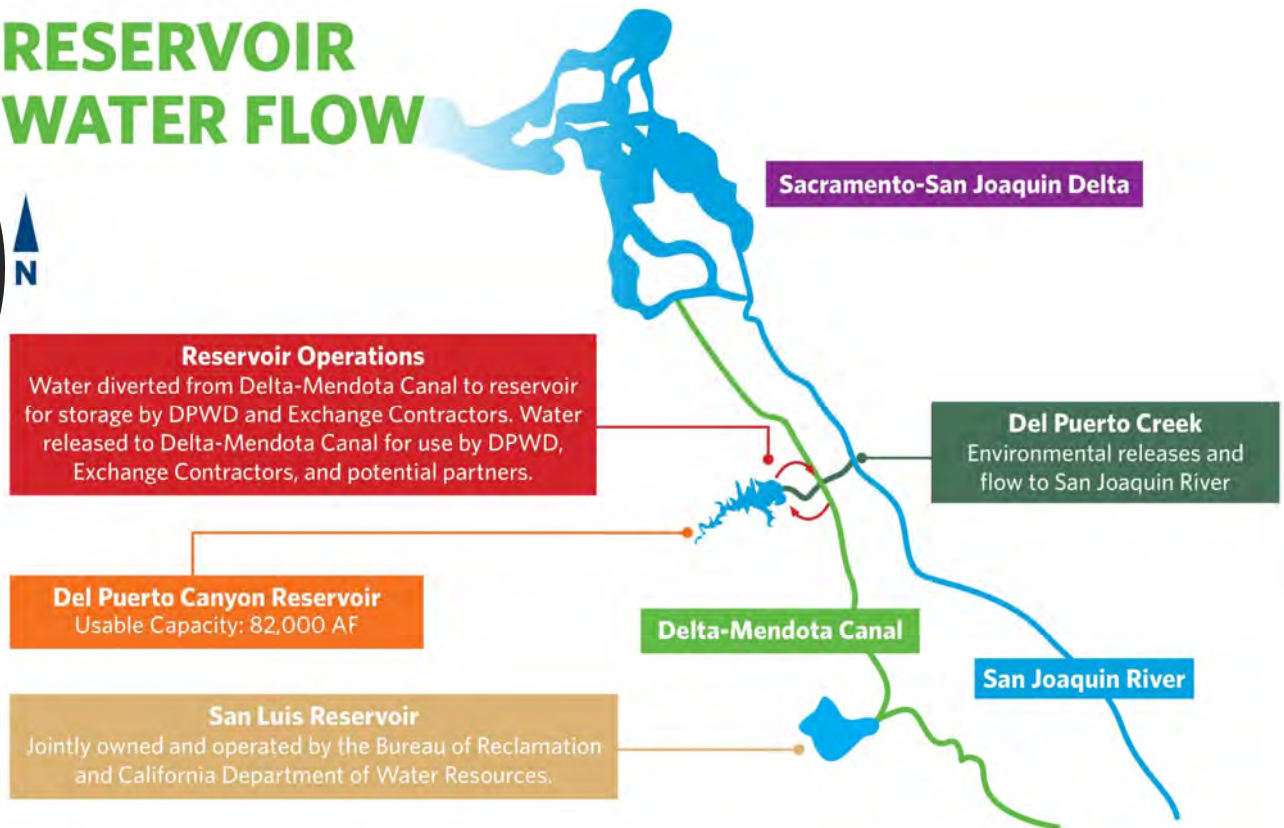 RESERVOIR
WATER FLOW
N
Sacramento-San Joaquin Delta
Reservoir Operations
Water diverted from Delta-Mendota Canal to reservoir
for storage by DPWD and Exchange Contractors. Water
released to Delta-Mendota Canal for use by DPWD,
Exchange Contractors, and potential partners.
Del Puerto Creek
Environmental releases and
flow to San Joaquin River
Del Puerto Canyon Reservoir
Usable Capacity: 82,000 AF
Delta-Mendota Canal
San Joaquin River
San Luis Reservoir
Jointly owned and operated by the Bureau of Reclamation
and California Department of Water Resources.